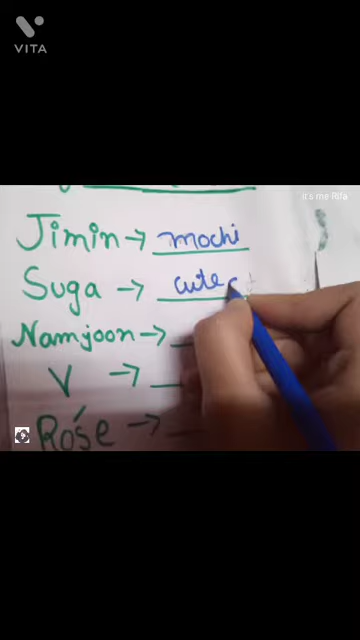 VITA
it's me Rifa
Jimin → mochi
Suga → cute c
Namjoon →
V →
Rośe →